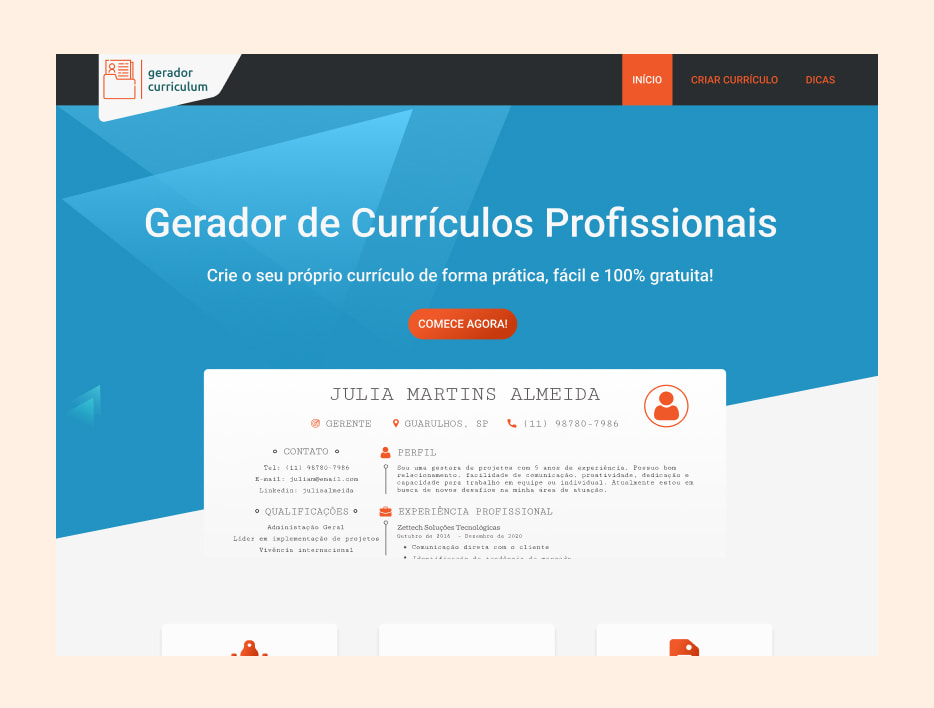 gerador
curriculum
INÍCIO CRIAR CURRÍCULO DICAS
Gerador de Currículos Profissionais
Crie o seu próprio currículo de forma prática, fácil e 100% gratuita!
COMECE AGORA!
JULIA MARTINS ALMEIDA
GERENTE GUARULHOS, SP (11) 98780-7986
CONTATO
Tel: (11) 98780-7986
E-mail: juliam@email.com
Linkedin: julialmeida
QUALIFICAÇÕES
Administação Geral
Líder em implementação de projetos
Vivência internacional
PERFIL
Sou uma gestora de projetos com 5 anos de experiência. Possuo bom
relacionamento, facilidade de comunicação, proatividade, dedicação e
capacidade para trabalho em equipe ou individual. Atualmente estou em
busca de novos desafios na minha área de atuação.
EXPERIÊNCIA PROFISSIONAL
Zettech Soluções Tecnológicas
Outubro de 2016 - Dezembro de 2020
• Comunicação direta com o cliente